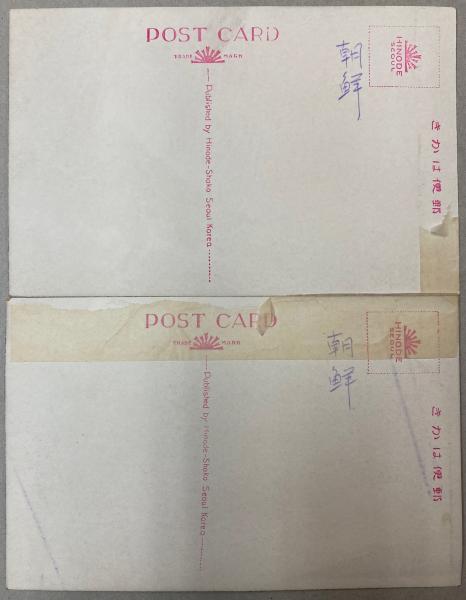 POST CARD
TRADE MARK
Published by Hinode-Shoko Seoul Korea
朝鮮
HINODE
SEOUL
きかは便郵
POST CARD
TRADE MARK
Published by Hinode-Shoko Seoul Korea
朝鮮
HINODE
SEOUL
きかは便郵